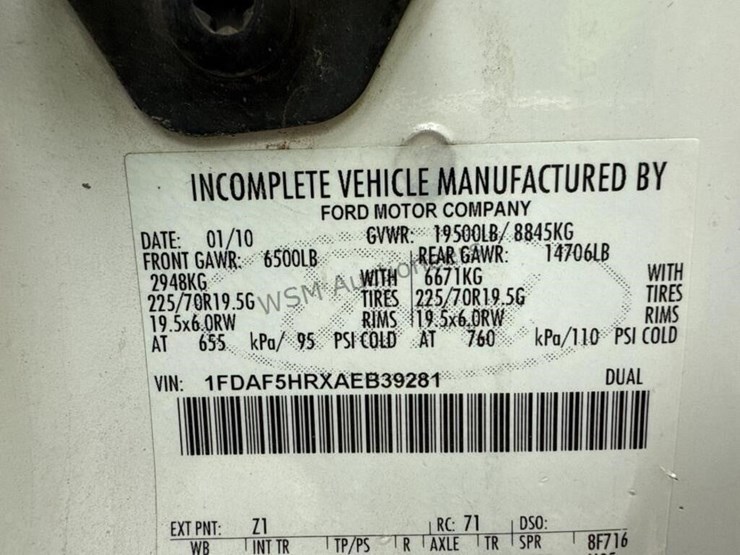 INCOMPLETE VEHICLE MANUFACTURED BY
FORD MOTOR COMPANY
DATE: 01/10 GVWR: 19500LB/ 8845KG
FRONT GAWR: 6500LB REAR GAWR: 14706LB
2948KG WITH 6671KG WITH
225/70R19.5G TIRES 225/70R19.5G TIRES
19.5x6.0RW RIMS 19.5x6.0RW RIMS
AT 655 kPa/ 95 PSI COLD AT 760 kPa/110 PSI COLD
VIN: 1FDAF5HRXAEB39281 DUAL
EXT PNT: Z1 RC: 71 DSO:
WB INT TR TP/PS R AXLE TR SPR 8F716